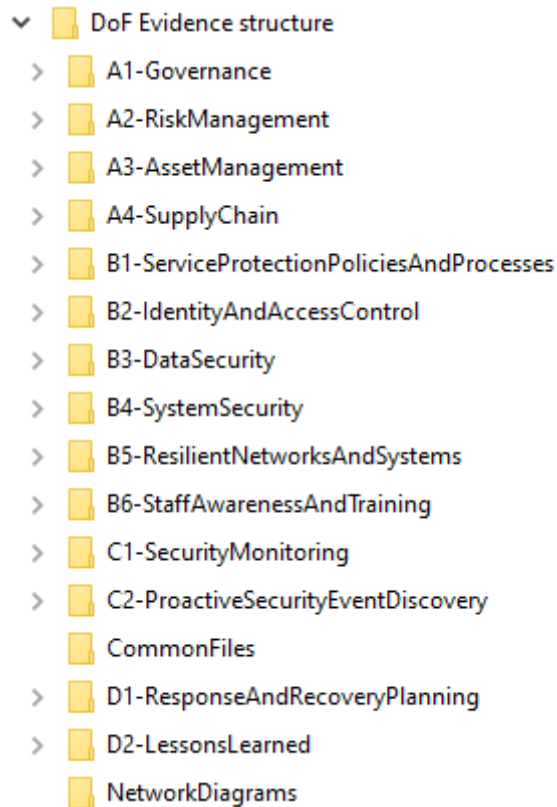 DoF Evidence structure
A1-Governance
A2-RiskManagement
A3-AssetManagement
A4-SupplyChain
B1-ServiceProtectionPoliciesAndProcesses
B2-IdentityAndAccessControl
B3-DataSecurity
B4-SystemSecurity
B5-ResilientNetworksAndSystems
B6-StaffAwarenessAndTraining
C1-SecurityMonitoring
C2-ProactiveSecurityEventDiscovery
CommonFiles
D1-ResponseAndRecoveryPlanning
D2-LessonsLearned
NetworkDiagrams